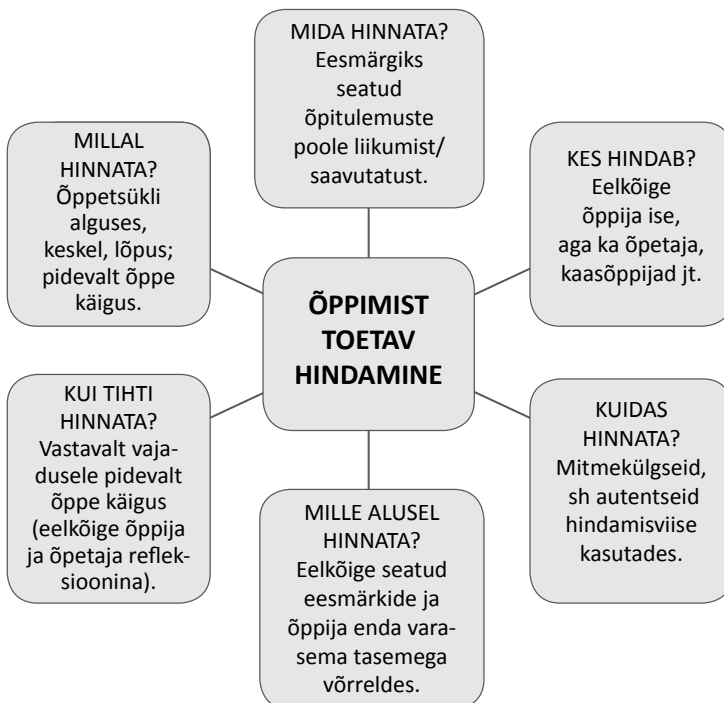 MIDA HINNATA?
Eesmärgiks
seatud
õpitulemuste
poole liikumist/
saavutatust.
MILLAL
HINNATA?
Õppetsükli
alguses,
keskel, lõpus;
pidevalt õppe
käigus.
KES HINDAB?
Eelkõige
õppija ise,
aga ka õpetaja,
kaasõppijad jt.
ÕPPIMIST
TOETAV
HINDAMINE
KUI TIHTI
HINNATA?
Vastavalt vaja-
dusele pidevalt
õppe käigus
(eelkõige õppija
ja õpetaja reflek-
sioonina).
KUIDAS
HINNATA?
Mitmekülgseid,
sh autentseid
hindamisviise
kasutades.
MILLE ALUSEL
HINNATA?
Eelkõige seatud
eesmärkide ja
õppija enda vara-
sema tasemega
võrreldes.